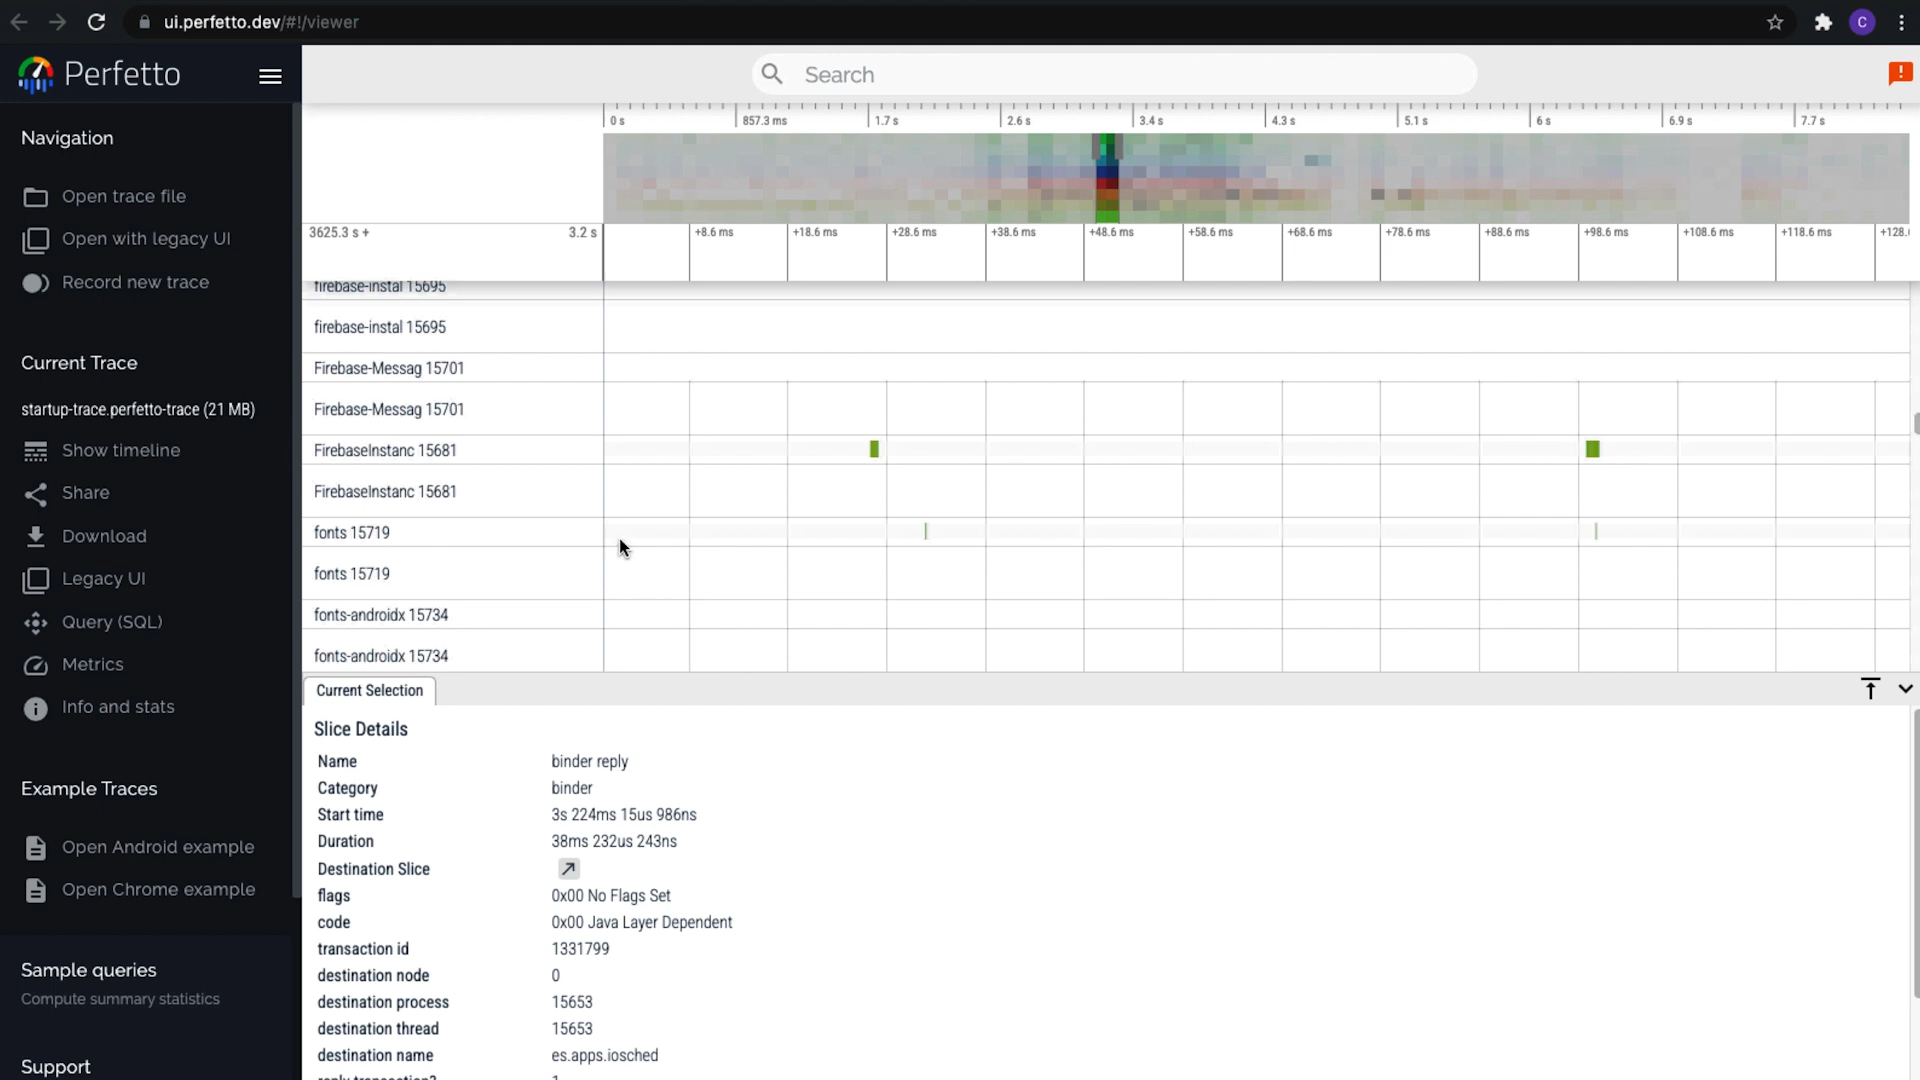 ui.perfetto.dev/#!/viewer
C
Perfetto
Search
Navigation
Open trace file
Open with legacy UI
Record new trace
Current Trace
startup-trace.perfetto-trace (21 MB)
Show timeline
Share
Download
Legacy UI
Query (SQL)
Metrics
Info and stats
Example Traces
Open Android example
Open Chrome example
Sample queries
Compute summary statistics
Support
0 s 857.3 ms 1.7 s 2.6 s 3.4 s 4.3 s 5.1 s 6 s 6.9 s 7.7 s
3625.3 s + 3.2 s +8.6 ms +18.6 ms +28.6 ms +38.6 ms +48.6 ms +58.6 ms +68.6 ms +78.6 ms +88.6 ms +98.6 ms +108.6 ms +118.6 ms +128.
firebase-instal 15695
firebase-instal 15695
Firebase-Messag 15701
Firebase-Messag 15701
FirebaseInstanc 15681
FirebaseInstanc 15681
fonts 15719
fonts 15719
fonts-androidx 15734
fonts-androidx 15734
Current Selection
Slice Details
Name binder reply
Category binder
Start time 3s 224ms 15us 986ns
Duration 38ms 232us 243ns
Destination Slice
flags 0x00 No Flags Set
code 0x00 Java Layer Dependent
transaction id 1331799
destination node 0
destination process 15653
destination thread 15653
destination name es.apps.iosched
reply transaction? 1